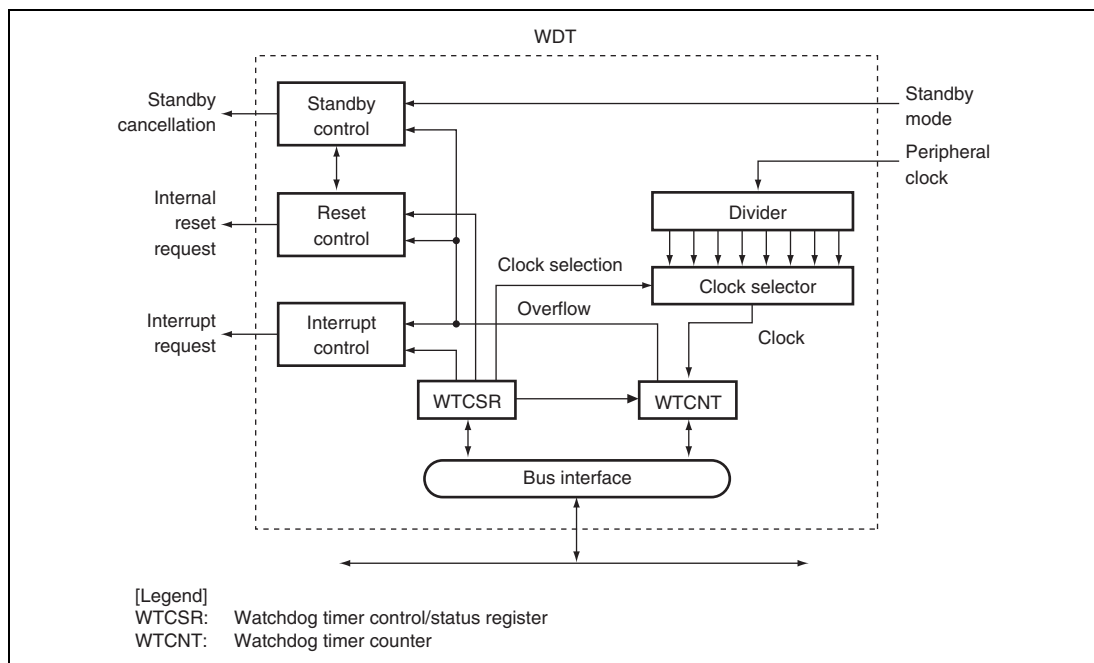 WDT
Standby
cancellation
Standby
control
Standby
mode
Peripheral
clock
Internal
reset
request
Reset
control
Divider
Clock selection
Clock selector
Overflow
Interrupt
request
Interrupt
control
Clock
WTCSR
WTCNT
Bus interface
[Legend]
WTCSR: Watchdog timer control/status register
WTCNT: Watchdog timer counter